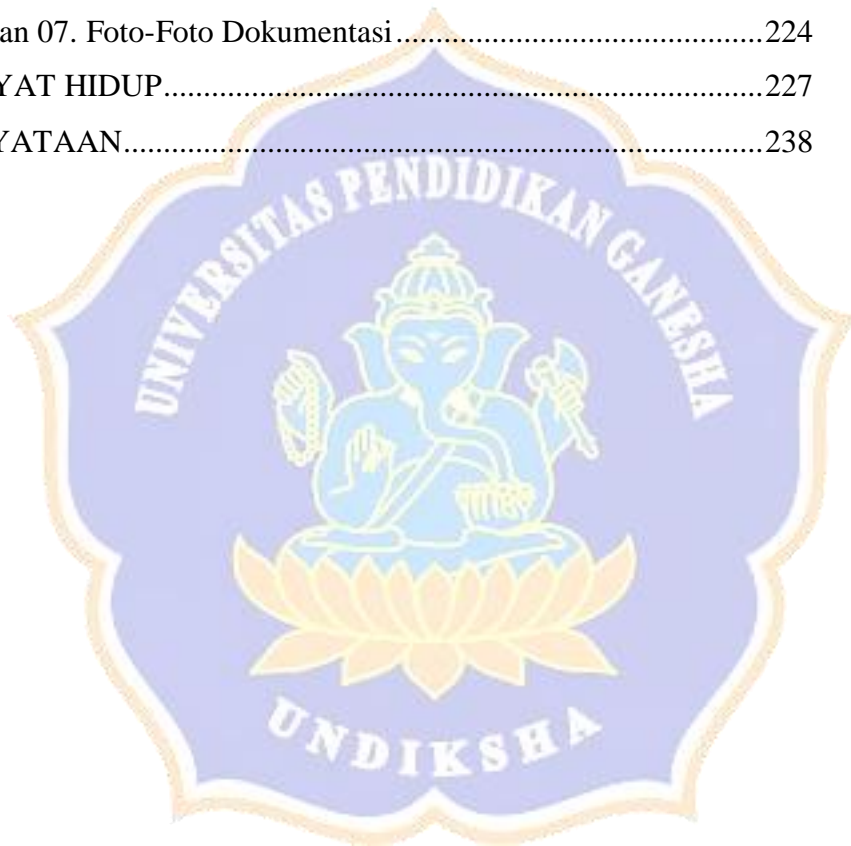 an 07. Foto-Foto Dokumentasi....................................................224
YAT HIDUP..............................................................................227
YATAAN...................................................................................238
UNIVERSITAS PENDIDIKAN GANESHA
UNDIKSHA